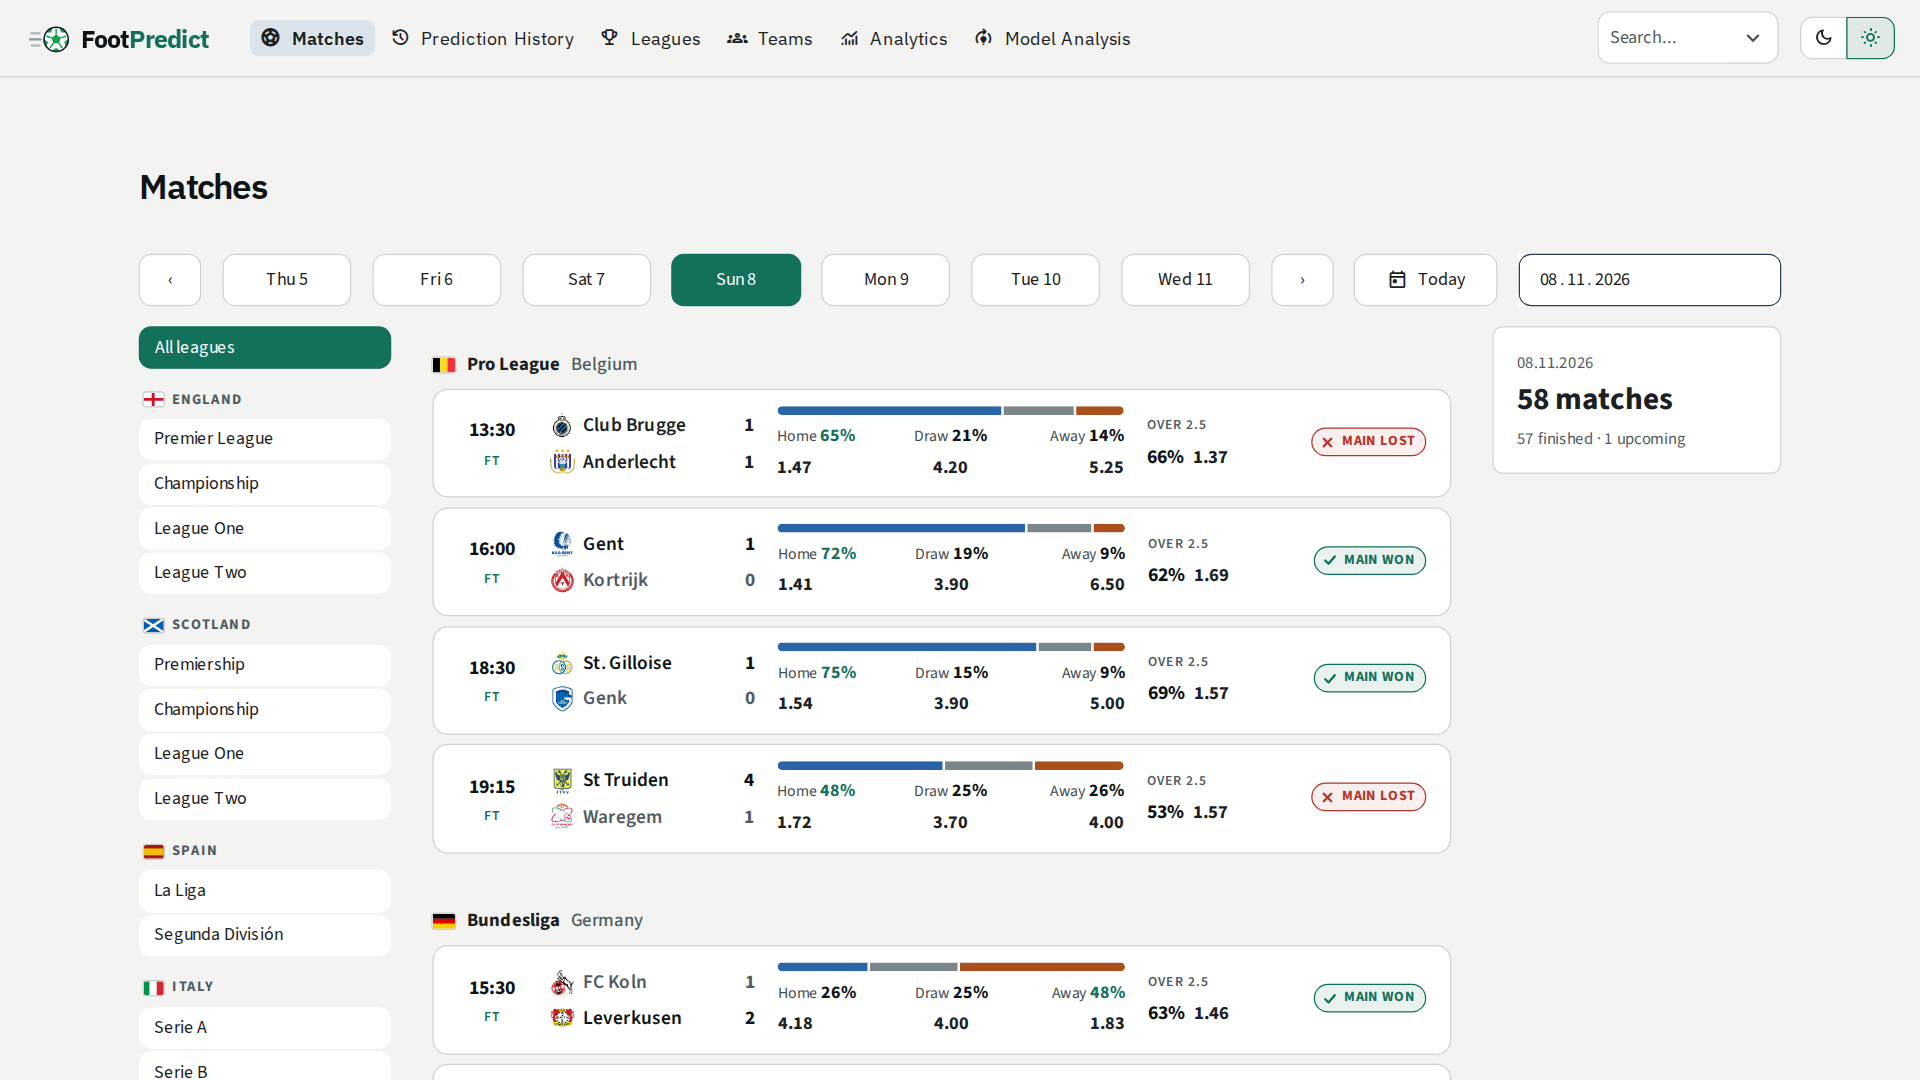 FootPredict
Matches
Prediction History
Leagues
Teams
Analytics
Model Analysis
Search...
Matches
‹
Thu 5
Fri 6
Sat 7
Sun 8
Mon 9
Tue 10
Wed 11
›
Today
08.11.2026
All leagues
ENGLAND
Premier League
Championship
League One
League Two
SCOTLAND
Premiership
Championship
League One
League Two
SPAIN
La Liga
Segunda División
ITALY
Serie A
Serie B
Pro League Belgium
13:30
FT
Club Brugge 1
Anderlecht 1
Home 65% Draw 21% Away 14%
1.47 4.20 5.25
OVER 2.5
66% 1.37
MAIN LOST
16:00
FT
Gent 1
Kortrijk 0
Home 72% Draw 19% Away 9%
1.41 3.90 6.50
OVER 2.5
62% 1.69
MAIN WON
18:30
FT
St. Gilloise 1
Genk 0
Home 75% Draw 15% Away 9%
1.54 3.90 5.00
OVER 2.5
69% 1.57
MAIN WON
19:15
FT
St Truiden 4
Waregem 1
Home 48% Draw 25% Away 26%
1.72 3.70 4.00
OVER 2.5
53% 1.57
MAIN LOST
Bundesliga Germany
15:30
FT
FC Koln 1
Leverkusen 2
Home 26% Draw 25% Away 48%
4.18 4.00 1.83
OVER 2.5
63% 1.46
MAIN WON
08.11.2026
58 matches
57 finished · 1 upcoming